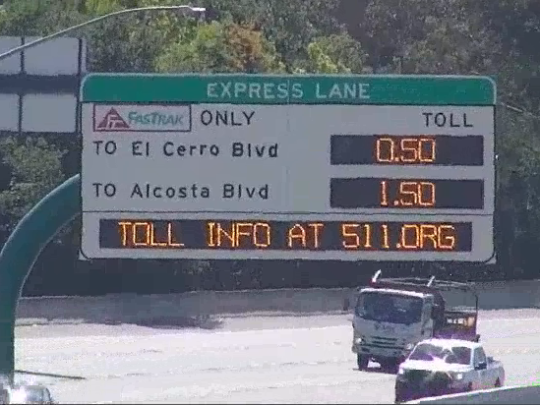 EXPRESS LANE
FASTRAK ONLY TOLL
TO El Cerro Blvd 0.50
TO Alcosta Blvd 1.50
TOLL INFO AT 511.ORG